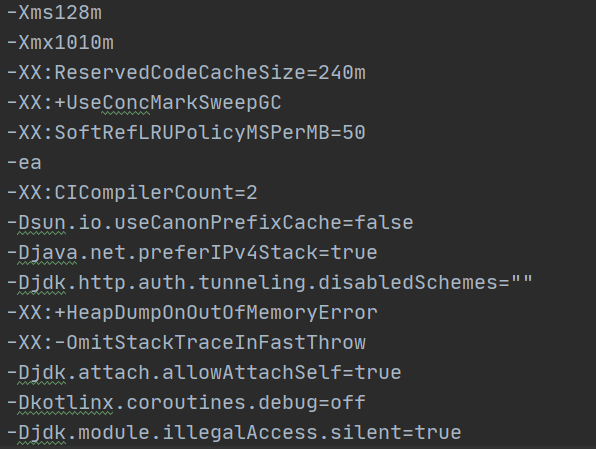 -Xms128m
-Xmx1010m
-XX:ReservedCodeCacheSize=240m
-XX:+UseConcMarkSweepGC
-XX:SoftRefLRUPolicyMSPerMB=50
-ea
-XX:CICompilerCount=2
-Dsun.io.useCanonPrefixCache=false
-Djava.net.preferIPv4Stack=true
-Djdk.http.auth.tunneling.disabledSchemes=""
-XX:+HeapDumpOnOutOfMemoryError
-XX:-OmitStackTraceInFastThrow
-Djdk.attach.allowAttachSelf=true
-Dkotlinx.coroutines.debug=off
-Djdk.module.illegalAccess.silent=true